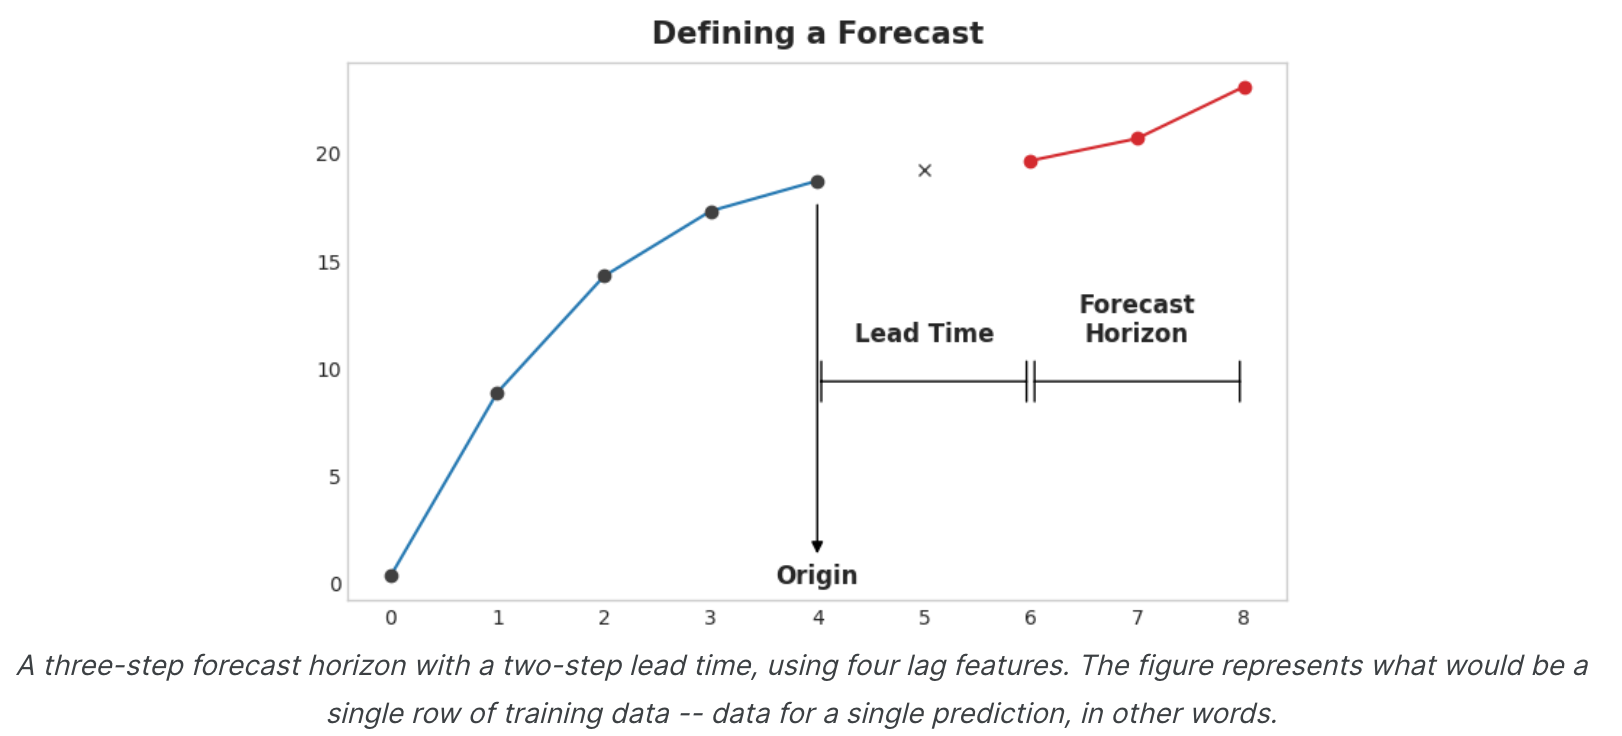 Defining a Forecast
20
15
10
5
0
Lead Time
Forecast
Horizon
Origin
0 1 2 3 4 5 6 7 8
A three-step forecast horizon with a two-step lead time, using four lag features. The figure represents what would be a
single row of training data -- data for a single prediction, in other words.